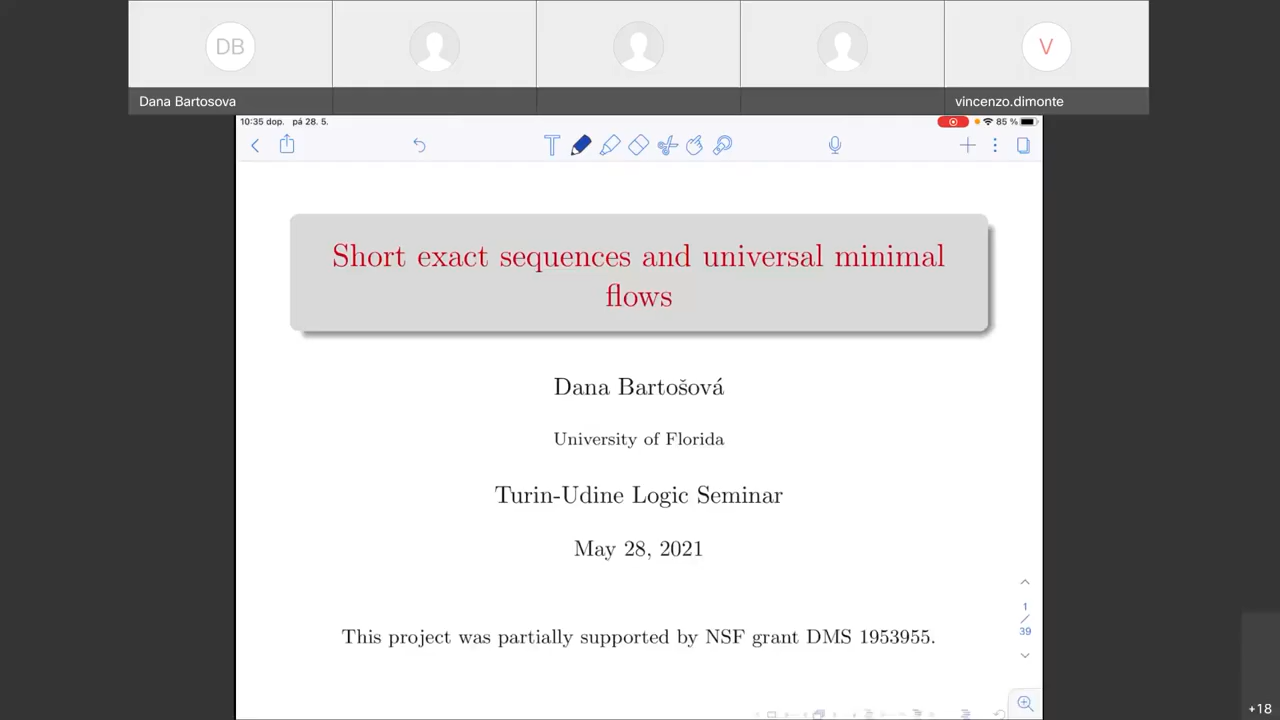 DB
V
Dana Bartosova
vincenzo.dimonte
10:35 dop. pá 28. 5.
85 %
T
Short exact sequences and universal minimal
flows
Dana Bartošová
University of Florida
Turin-Udine Logic Seminar
May 28, 2021
1
/
39
This project was partially supported by NSF grant DMS 1953955.
+18